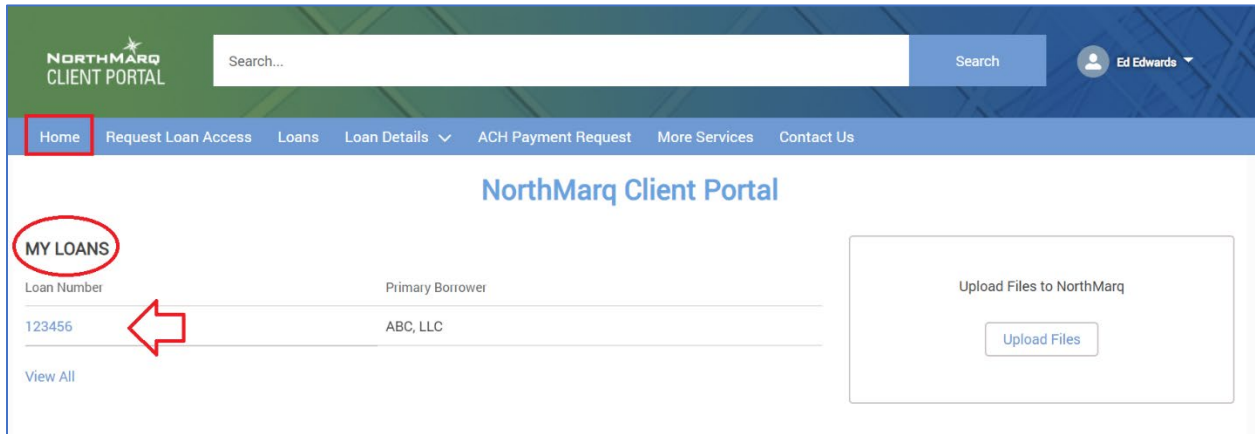 NORTHMARQ
CLIENT PORTAL
Search...
Search
Ed Edwards
Home Request Loan Access Loans Loan Details ACH Payment Request More Services Contact Us
NorthMarq Client Portal
MY LOANS
Loan Number Primary Borrower
123456 ABC, LLC
View All
Upload Files to NorthMarq
Upload Files